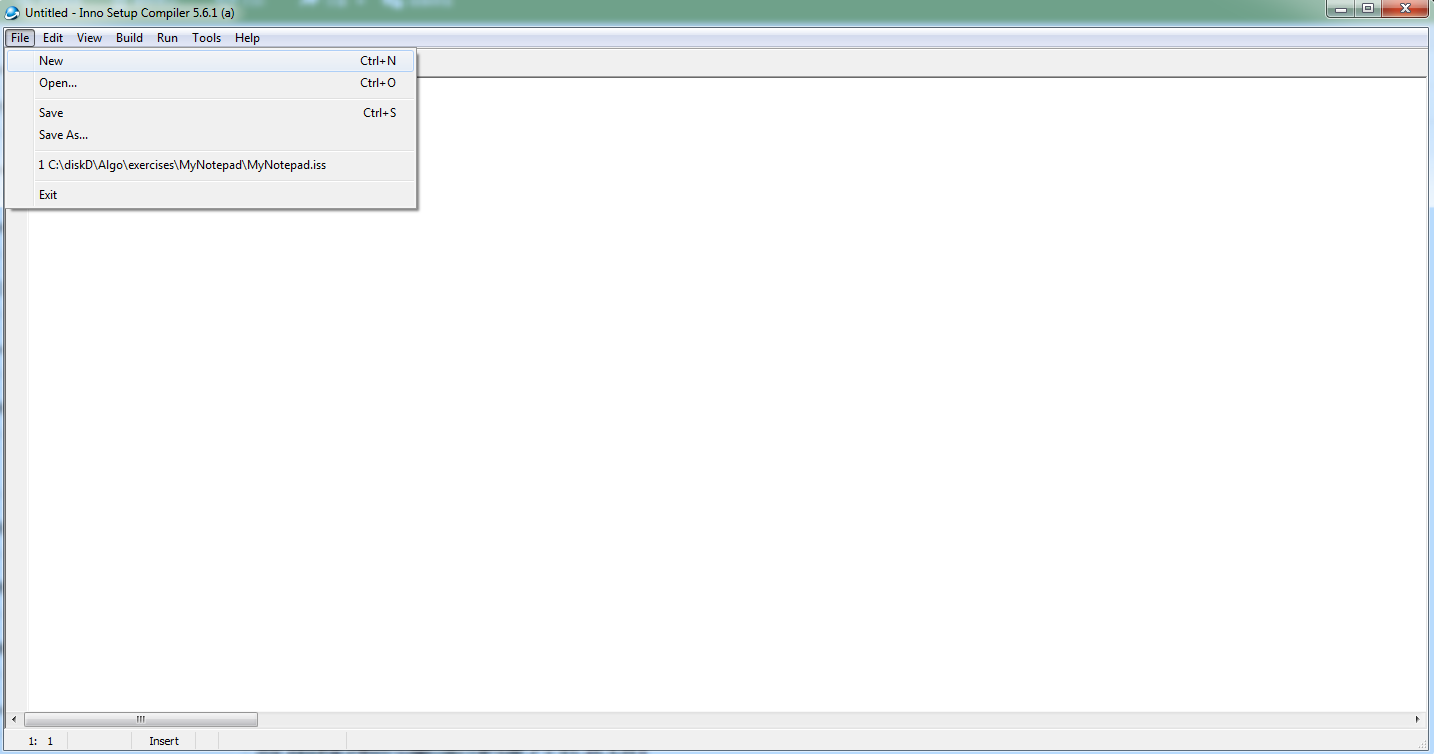 Untitled - Inno Setup Compiler 5.6.1 (a)
File Edit View Build Run Tools Help
New Ctrl+N
Open... Ctrl+O
Save Ctrl+S
Save As...
1 C:\diskD\Algo\exercises\MyNotepad\MyNotepad.iss
Exit
1: 1 Insert